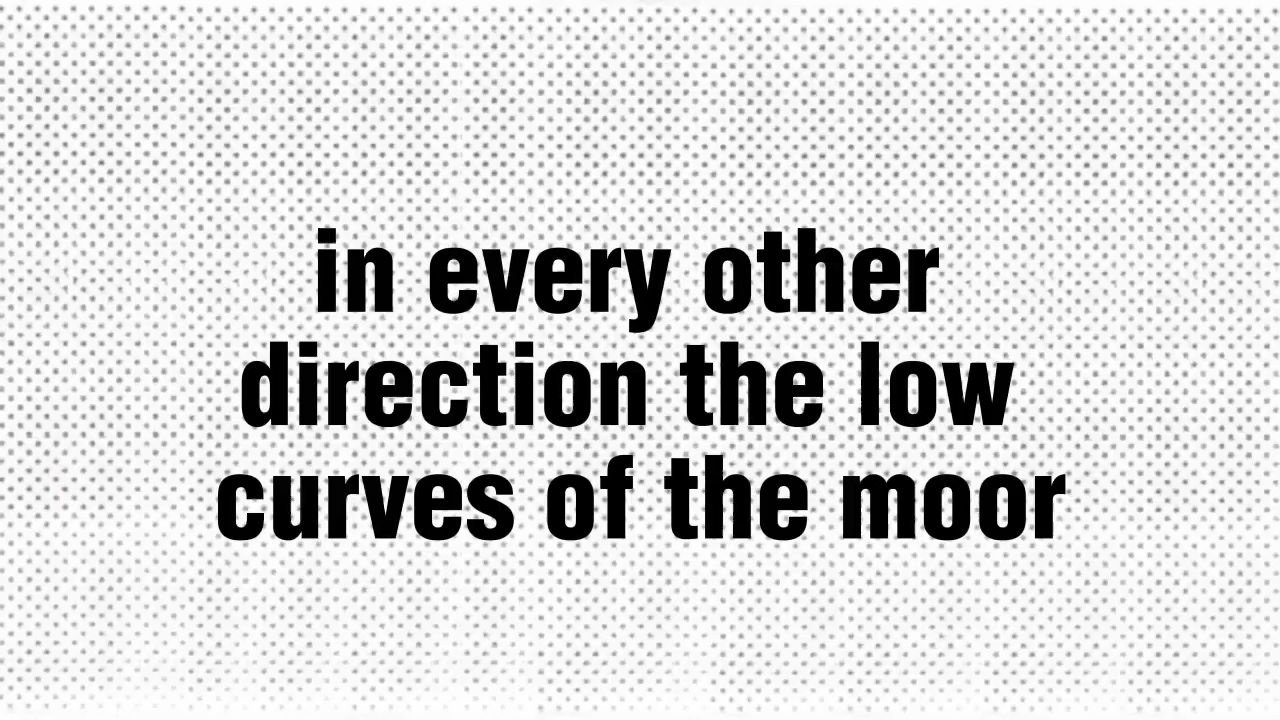 in every other
direction the low
curves of the moor